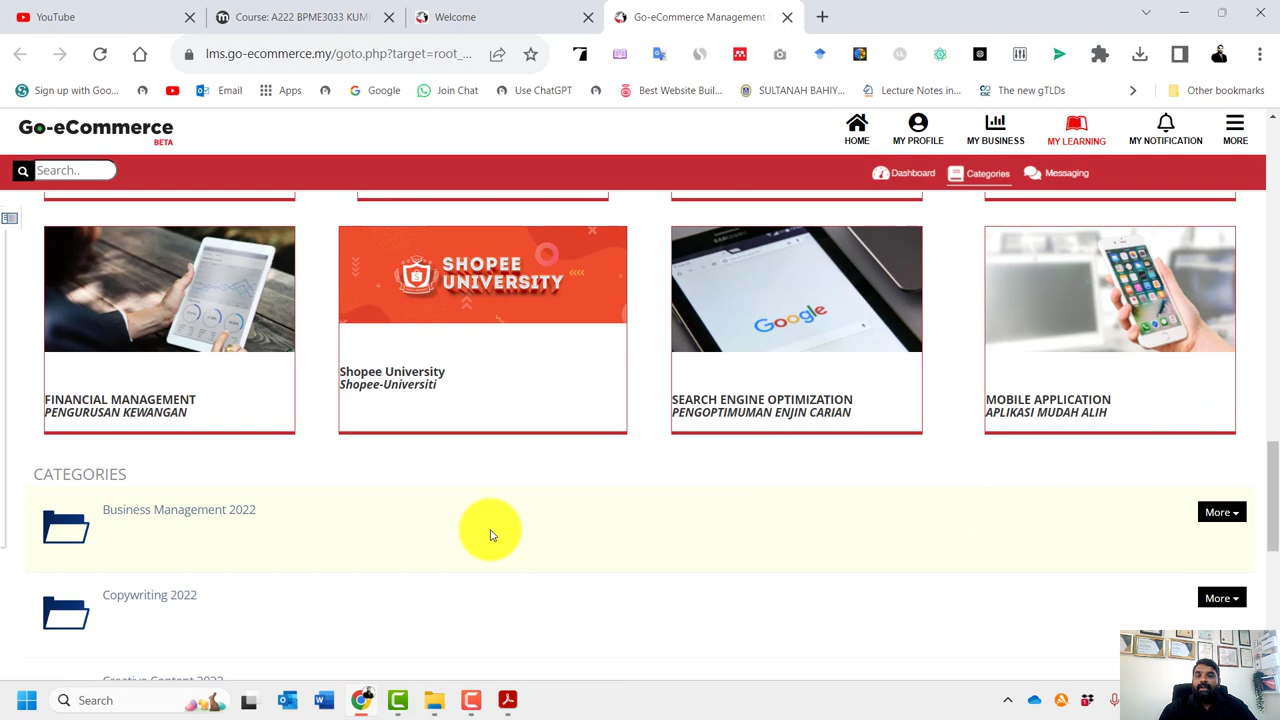 YouTube
Course: A222 BPME3033 KUM
Welcome
Go-eCommerce Management
lms.go-ecommerce.my/goto.php?target=root_...
Sign up with Goo...
Email
Apps
Google
Join Chat
Use ChatGPT
Best Website Buil...
SULTANAH BAHIY...
Lecture Notes in...
The new gTLDs
Other bookmarks
Go-eCommerce
BETA
HOME
MY PROFILE
MY BUSINESS
MY LEARNING
MY NOTIFICATION
MORE
Search..
Dashboard
Categories
Messaging
SHOPEE
UNIVERSITY
SAMSUNG
Google
FINANCIAL MANAGEMENT
PENGURUSAN KEWANGAN
Shopee University
Shopee-Universiti
SEARCH ENGINE OPTIMIZATION
PENGOPTIMUMAN ENJIN CARIAN
MOBILE APPLICATION
APLIKASI MUDAH ALIH
CATEGORIES
Business Management 2022
More
Copywriting 2022
More
Creative Content 2022
Search